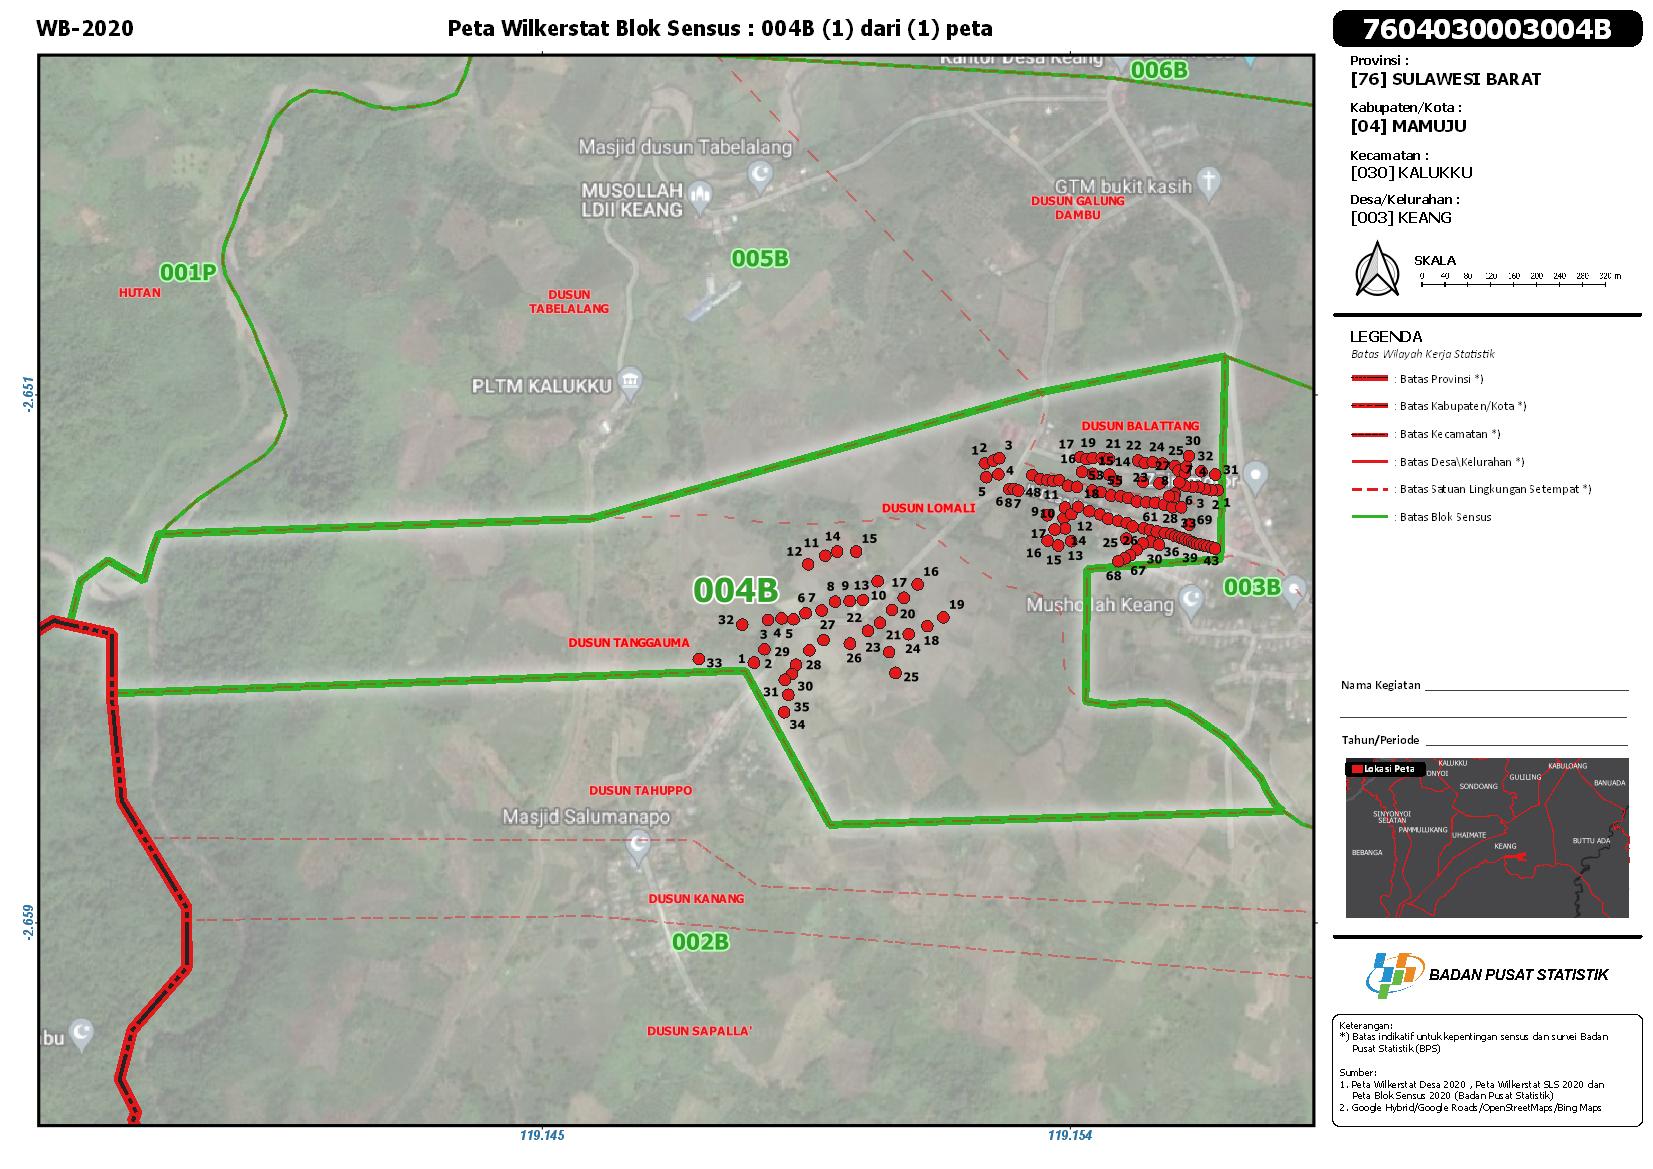 WB-2020
Peta Wilkerstat Blok Sensus : 004B (1) dari (1) peta
7604030003004B
Provinsi :
[76] SULAWESI BARAT
Kabupaten/Kota :
[04] MAMUJU
Kecamatan :
[030] KALUKKU
Desa/Kelurahan :
[003] KEANG
SKALA
0 40 80 120 160 200 240 280 320 m
LEGENDA
Batas Wilayah Kerja Statistik
: Batas Provinsi *)
: Batas Kabupaten/Kota *)
: Batas Kecamatan *)
: Batas Desa\Kelurahan *)
: Batas Satuan Lingkungan Setempat *)
: Batas Blok Sensus
Nama Kegiatan
Tahun/Periode
Lokasi Peta
KALUKKU
KABULOANG
GULILING
BANUADA
SONDOANG
SINYONYOI
SELATAN
PAMMULUKANG
UHAIMATE
KEANG
BUTTU ADA
BEBANGA
BADAN PUSAT STATISTIK
Keterangan:
*) Batas indikatif untuk kepentingan sensus dan survei Badan
Pusat Statistik (BPS)
Sumber:
1. Peta Wilkerstat Desa 2020 , Peta Wilkerstat SLS 2020 dan
Peta Blok Sensus 2020 (Badan Pusat Statistik)
2. Google Hybrid/Google Roads/OpenStreetMaps/Bing Maps
Kantor Desa Keang
006B
Masjid dusun Tabelalang
MUSOLLAH
LDII KEANG
GTM bukit kasih
DUSUN GALUNG
DAMBU
001P
HUTAN
005B
DUSUN
TABELALANG
PLTM KALUKKU
-2.651
DUSUN BALATTANG
12 3
4
5
6 8 7
17 19 21 22 24 25 30
16 15 14 27 7 4 32 31
53 55 23 8
48 11 18 6 3 2 1
9 10 12 61 28 33 69
17 14 25 26 36
16 15 13 30 39 43
68 67
DUSUN LOMALI
12 11 14 15
004B
8 9 13 17 16
6 7 10
32 3 4 5 27 22 20 19
29 23 21 18
33 1 2 28 26 24
31 30 25
35
34
003B
Mushollah Keang
DUSUN TANGGAUMA
DUSUN TAHUPPO
Masjid Salumanapo
DUSUN KANANG
-2.659
002B
DUSUN SAPALLA'
bu
119.145
119.154